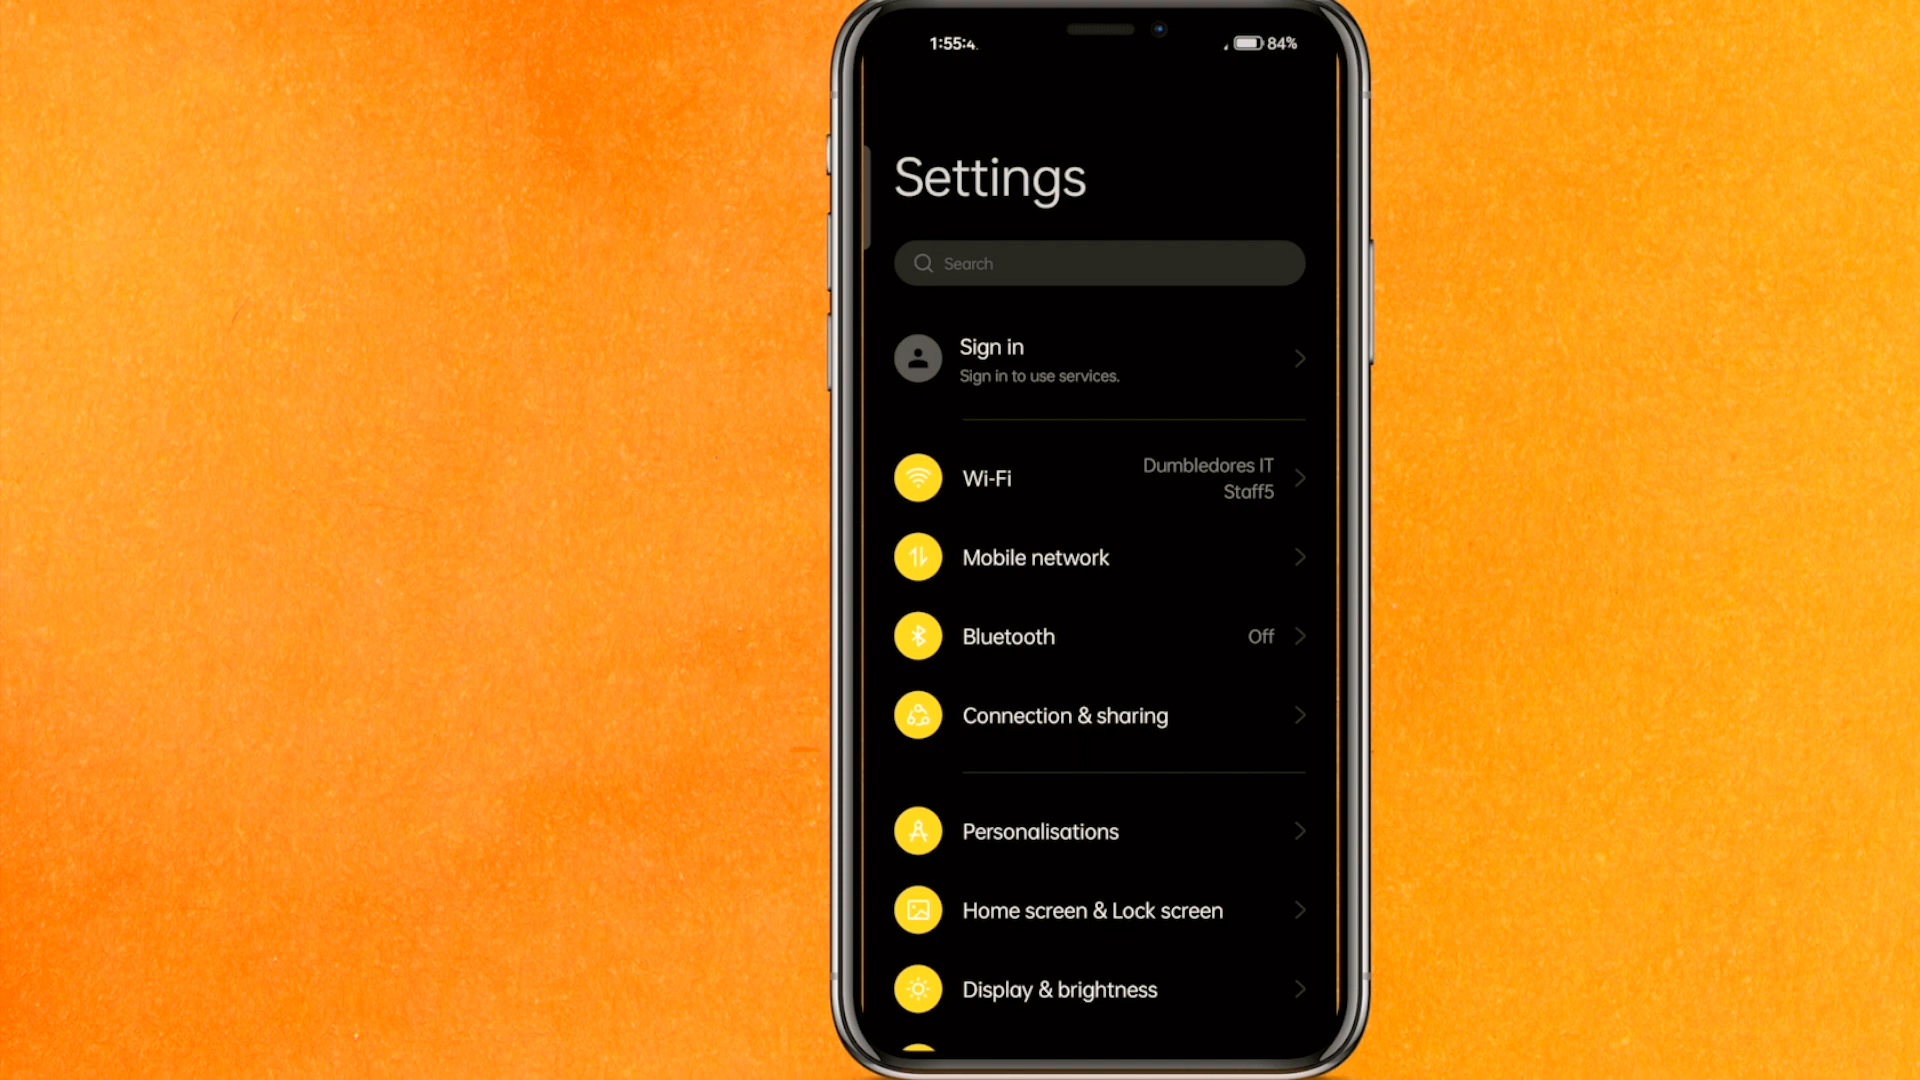 1:55:4
84%
Settings
Search
Sign in
Sign in to use services.
Wi-Fi
Dumbledores IT
Staff5
Mobile network
Bluetooth
Off
Connection & sharing
Personalisations
Home screen & Lock screen
Display & brightness